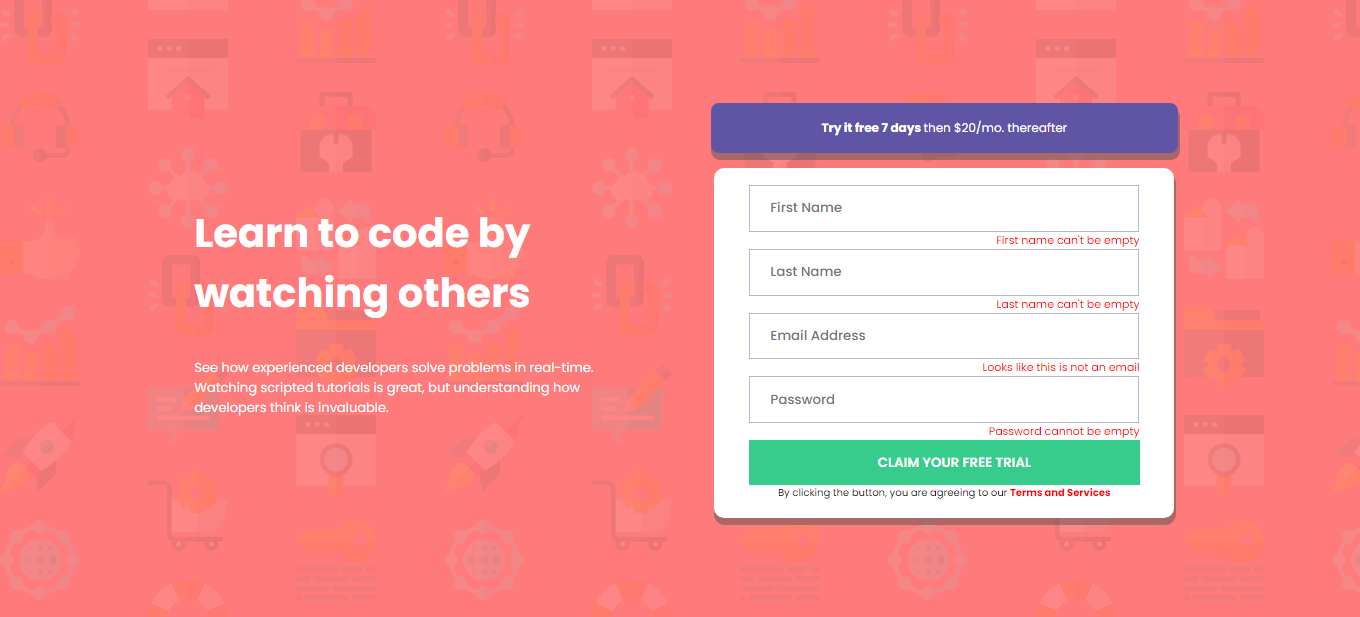 Learn to code by
watching others
See how experienced developers solve problems in real-time.
Watching scripted tutorials is great, but understanding how
developers think is invaluable.
Try it free 7 days then $20/mo. thereafter
First Name
First name can't be empty
Last Name
Last name can't be empty
Email Address
Looks like this is not an email
Password
Password cannot be empty
CLAIM YOUR FREE TRIAL
By clicking the button, you are agreeing to our Terms and Services